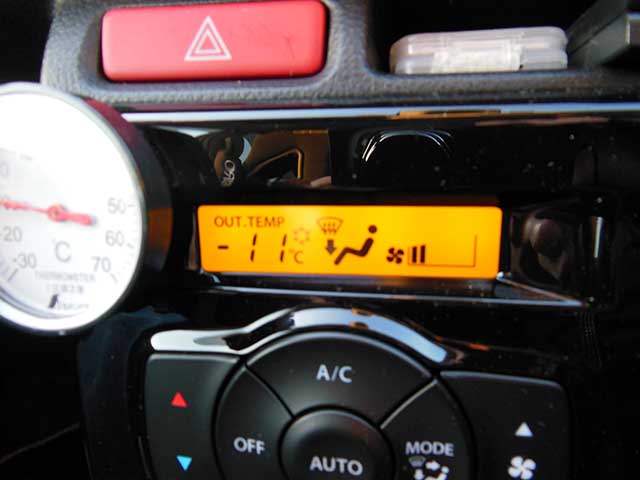 OUT.TEMP
-11°C
50
-20 60
°C
-30 70
THERMOMETER
A/C
OFF
AUTO
MODE